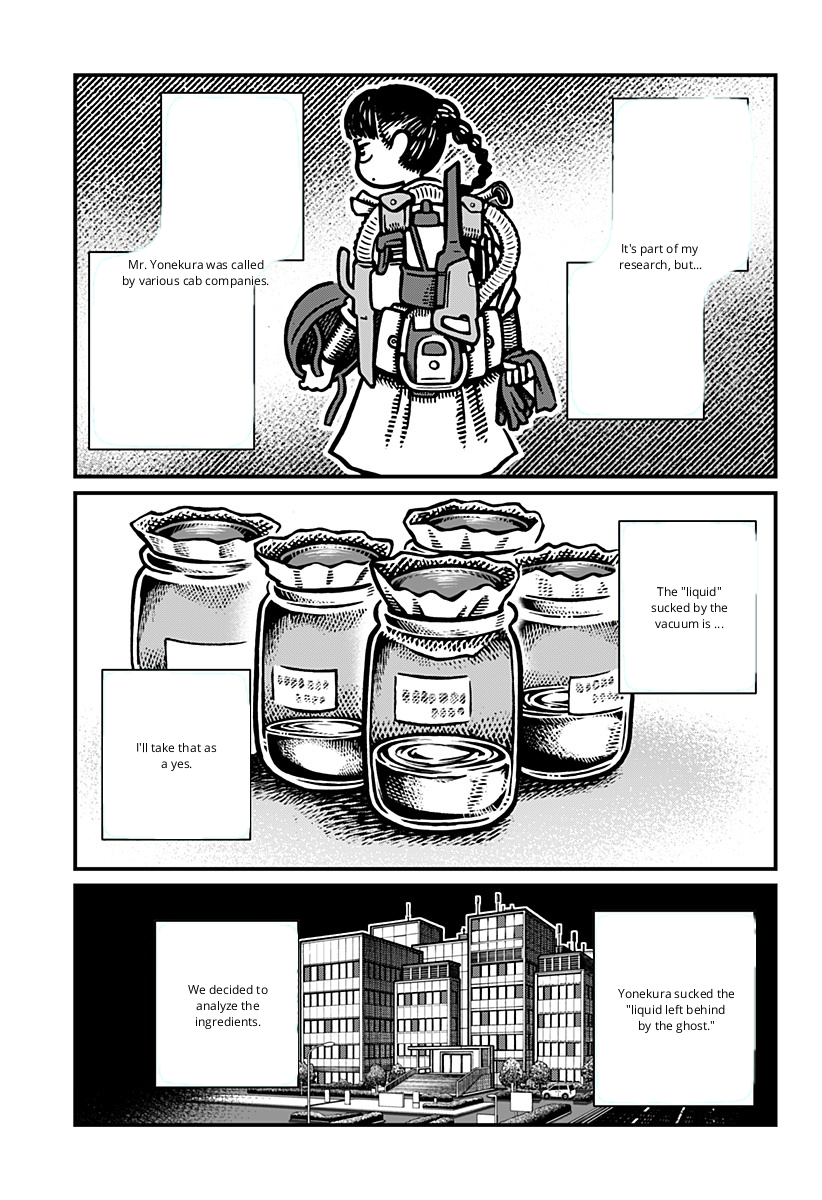 It's part of my
research, but...
Mr. Yonekura was called
by various cab companies.
The "liquid"
sucked by the
vacuum is ...
I'll take that as
a yes.
Yonekura sucked the
"liquid left behind
by the ghost."
We decided to
analyze the
ingredients.